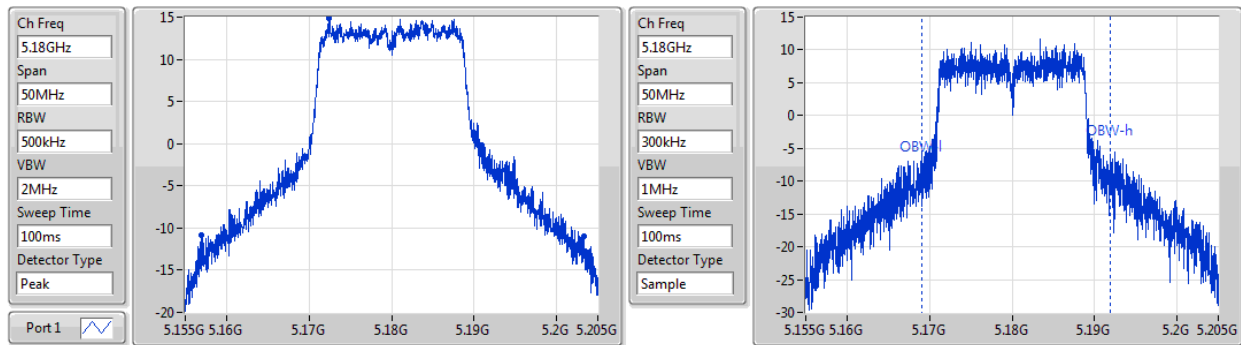 Ch Freq
5.18GHz
Span
50MHz
RBW
500kHz
VBW
2MHz
Sweep Time
100ms
Detector Type
Peak
Port 1
15
10
5
0
-5
-10
-15
-20
5.155G 5.16G 5.17G 5.18G 5.19G 5.2G 5.205G
Ch Freq
5.18GHz
Span
50MHz
RBW
300kHz
VBW
1MHz
Sweep Time
100ms
Detector Type
Sample
15
10
5
0
-5
-10
-15
-20
-25
-30
OBW-l
OBW-h
5.155G 5.16G 5.17G 5.18G 5.19G 5.2G 5.205G